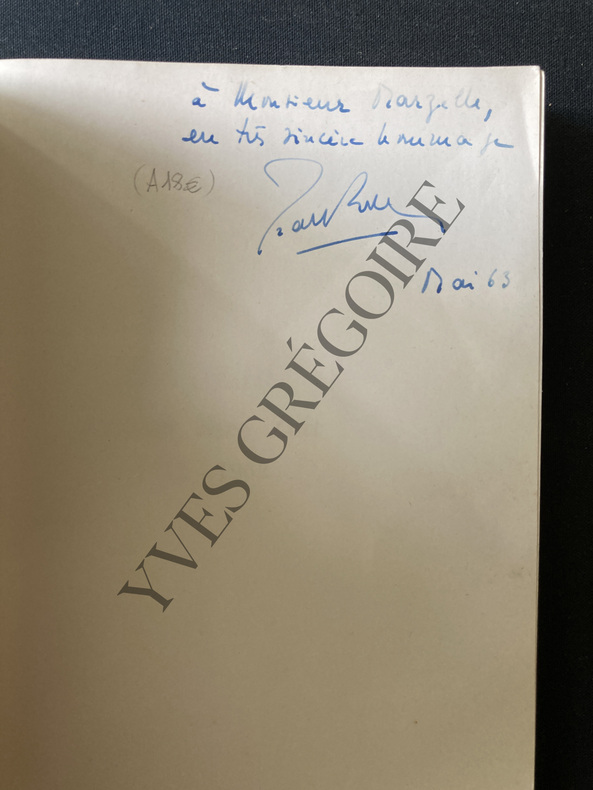 à Monsieur Marzelle,
en très sincère hommage
(A18€)
Mai 63
YVES GRÉGOIRE